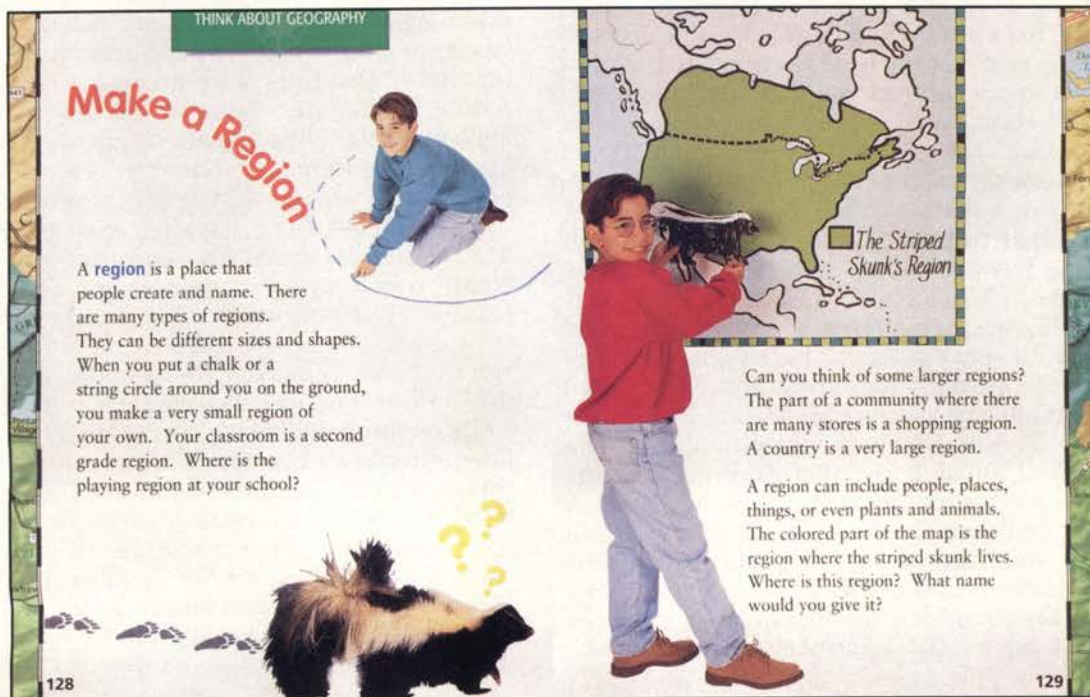 THINK ABOUT GEOGRAPHY
Make a Region
A region is a place that
people create and name. There
are many types of regions.
They can be different sizes and shapes.
When you put a chalk or a
string circle around you on the ground,
you make a very small region of
your own. Your classroom is a second
grade region. Where is the
playing region at your school?
? ? ?
128
The Striped
Skunk's Region
Can you think of some larger regions?
The part of a community where there
are many stores is a shopping region.
A country is a very large region.
A region can include people, places,
things, or even plants and animals.
The colored part of the map is the
region where the striped skunk lives.
Where is this region? What name
would you give it?
129